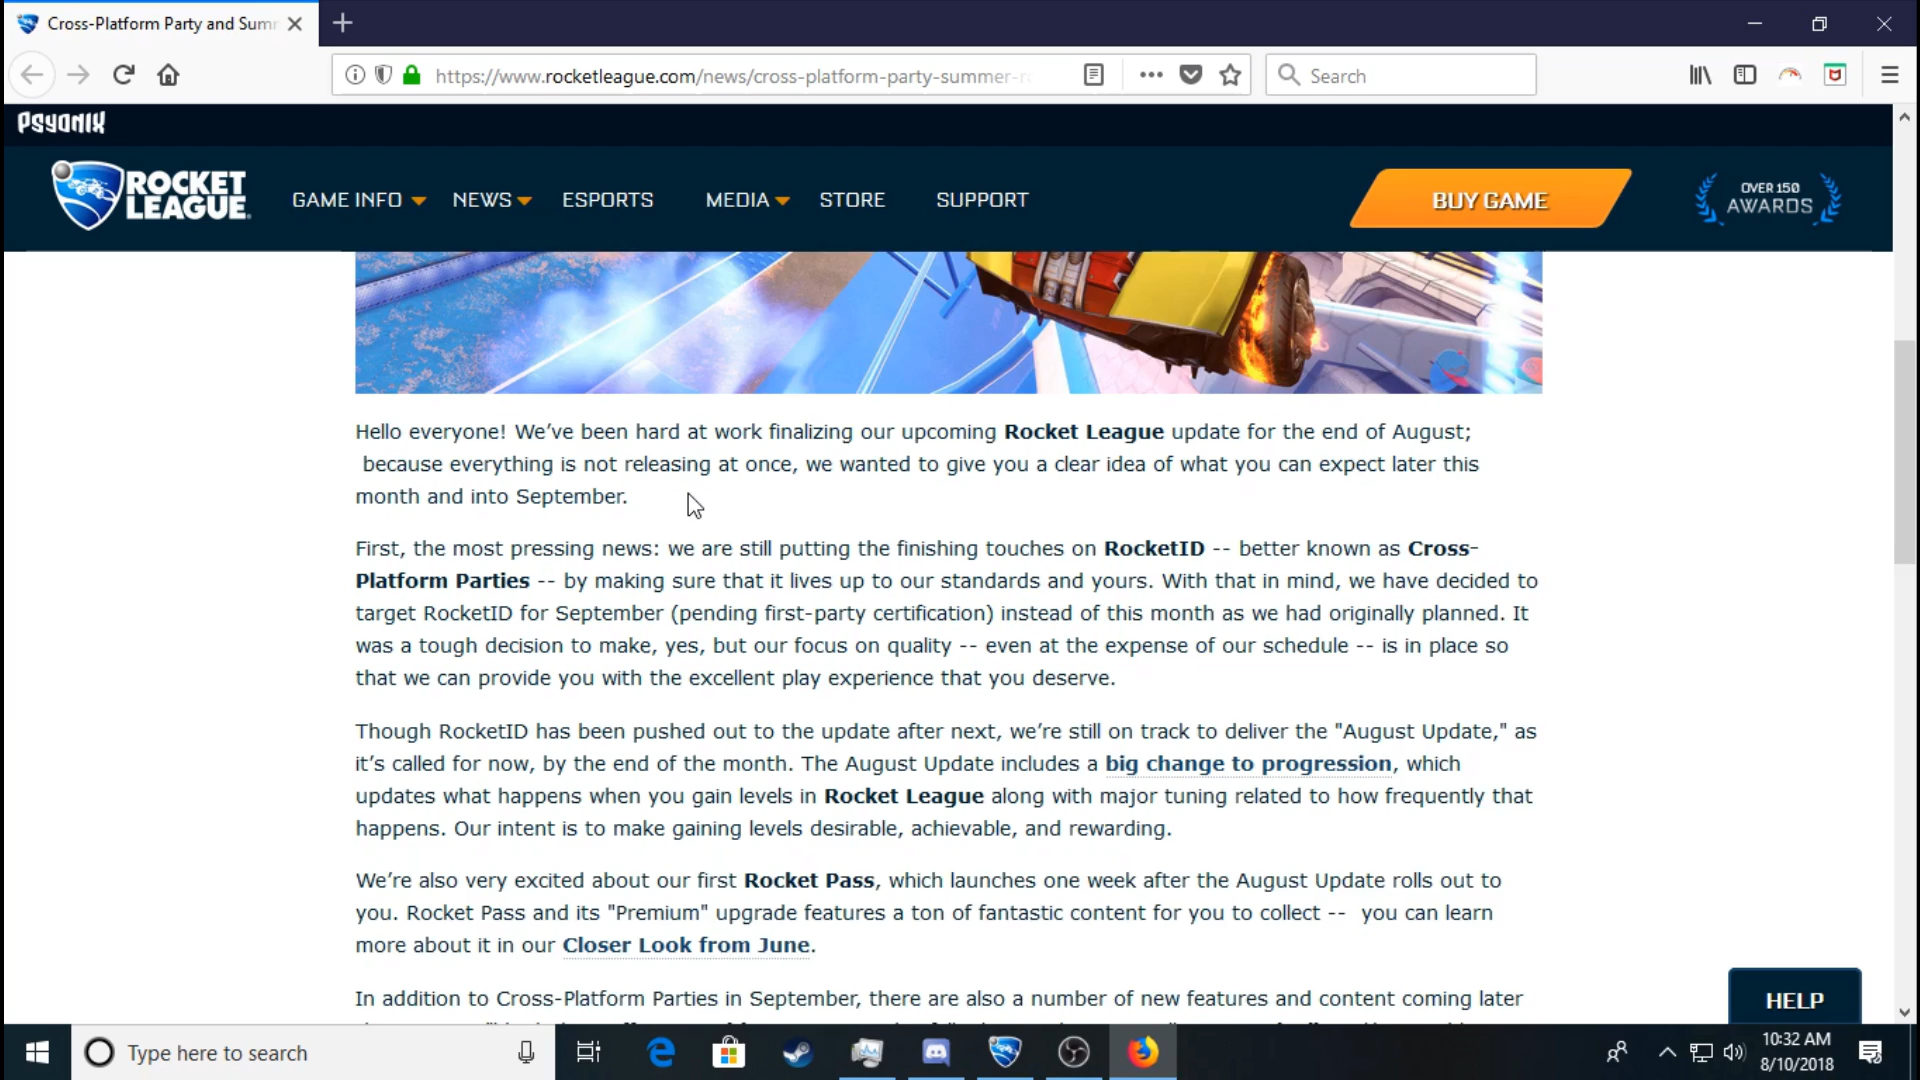 Cross-Platform Party and Sum
https://www.rocketleague.com/news/cross-platform-party-summer-r
Search
PSYONIX
ROCKET
LEAGUE
GAME INFO NEWS ESPORTS MEDIA STORE SUPPORT
BUY GAME
OVER 150
AWARDS
Hello everyone! We've been hard at work finalizing our upcoming Rocket League update for the end of August;
because everything is not releasing at once, we wanted to give you a clear idea of what you can expect later this
month and into September.
First, the most pressing news: we are still putting the finishing touches on RocketID -- better known as Cross-
Platform Parties -- by making sure that it lives up to our standards and yours. With that in mind, we have decided to
target RocketID for September (pending first-party certification) instead of this month as we had originally planned. It
was a tough decision to make, yes, but our focus on quality -- even at the expense of our schedule -- is in place so
that we can provide you with the excellent play experience that you deserve.
Though RocketID has been pushed out to the update after next, we're still on track to deliver the "August Update," as
it's called for now, by the end of the month. The August Update includes a big change to progression, which
updates what happens when you gain levels in Rocket League along with major tuning related to how frequently that
happens. Our intent is to make gaining levels desirable, achievable, and rewarding.
We're also very excited about our first Rocket Pass, which launches one week after the August Update rolls out to
you. Rocket Pass and its "Premium" upgrade features a ton of fantastic content for you to collect -- you can learn
more about it in our Closer Look from June.
In addition to Cross-Platform Parties in September, there are also a number of new features and content coming later
HELP
Type here to search
10:32 AM
8/10/2018